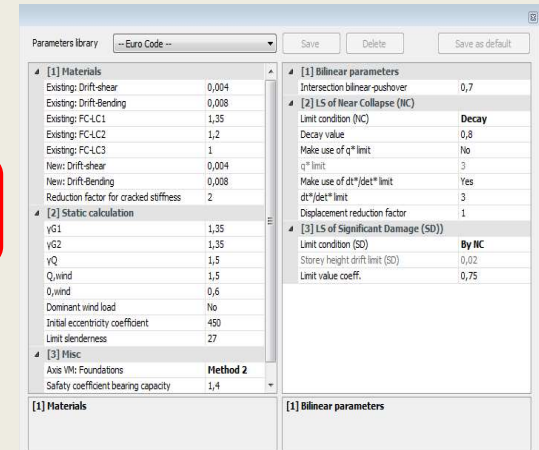 Parameters library -- Euro Code -- Save Delete Save as default
[1] Materials
Existing: Drift-shear 0,004
Existing: Drift-Bending 0,008
Existing: FC-LC1 1,35
Existing: FC-LC2 1,2
Existing: FC-LC3 1
New: Drift-shear 0,004
New: Drift-Bending 0,008
Reduction factor for cracked stiffness 2
[2] Static calculation
γG1 1,35
γG2 1,35
γQ 1,5
Q,wind 1,5
0,wind 0,6
Dominant wind load No
Initial eccentricity coefficient 450
Limit slenderness 27
[3] Misc
Axis VM: Foundations Method 2
Safaty coefficient bearing capacity 1,4
[1] Materials
[1] Bilinear parameters
Intersection bilinear-pushover 0,7
[2] LS of Near Collapse (NC)
Limit condition (NC) Decay
Decay value 0,8
Make use of q* limit No
q* limit 3
Make use of dt*/det* limit Yes
dt*/det* limit 3
Displacement reduction factor 1
[3] LS of Significant Damage (SD))
Limit condition (SD) By NC
Storey height drift limit (SD) 0,02
Limit value coeff. 0,75
[1] Bilinear parameters